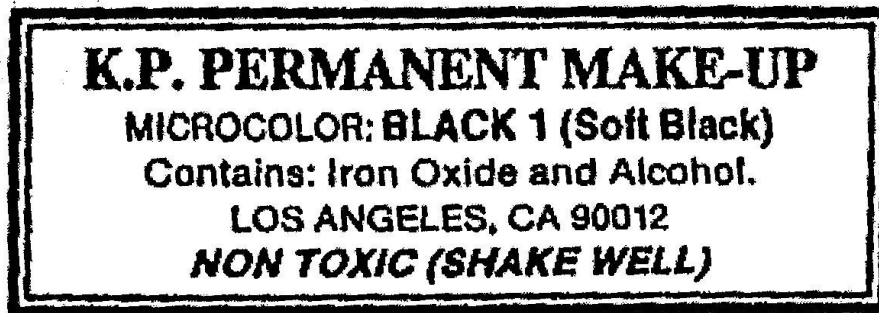 K.P. PERMANENT MAKE-UP
MICROCOLOR: BLACK 1 (Soft Black)
Contains: Iron Oxide and Alcohol.
LOS ANGELES, CA 90012
NON TOXIC (SHAKE WELL)